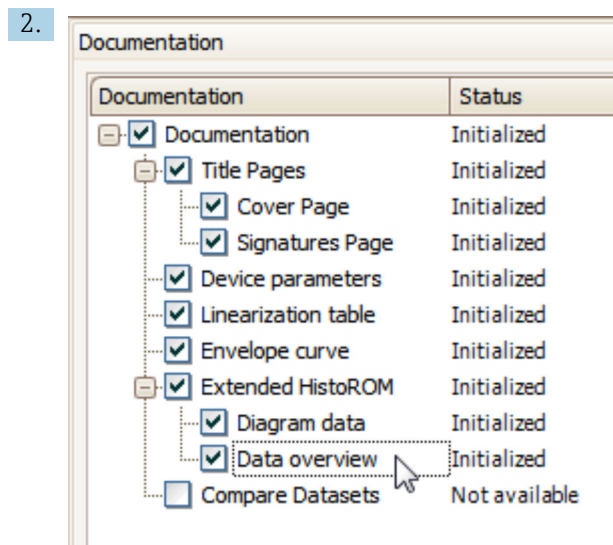 2.
Documentation
Documentation Status
Documentation Initialized
Title Pages Initialized
Cover Page Initialized
Signatures Page Initialized
Device parameters Initialized
Linearization table Initialized
Envelope curve Initialized
Extended HistoROM Initialized
Diagram data Initialized
Data overview Initialized
Compare Datasets Not available